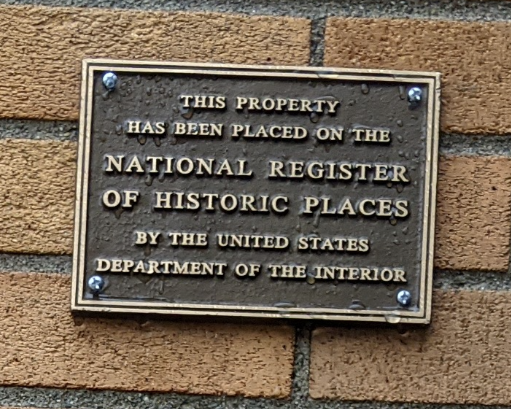 THIS PROPERTY
HAS BEEN PLACED ON THE
NATIONAL REGISTER
OF HISTORIC PLACES
BY THE UNITED STATES
DEPARTMENT OF THE INTERIOR